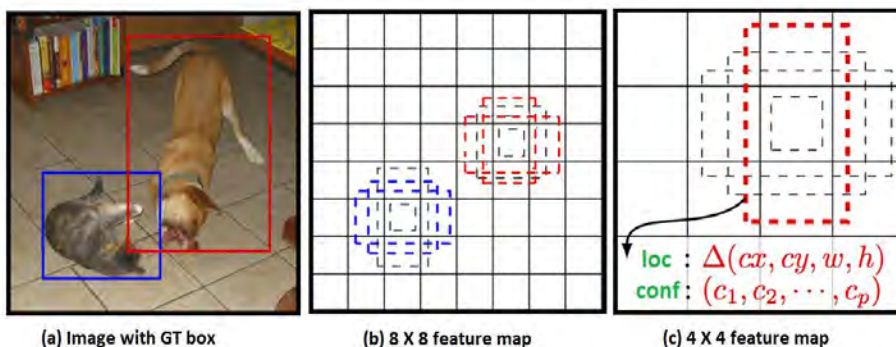 loc : Δ(cx, cy, w, h)
conf : (c₁, c₂, ⋯, cₚ)
(a) Image with GT box
(b) 8 X 8 feature map
(c) 4 X 4 feature map